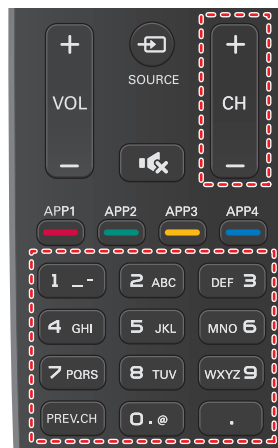 + +
SOURCE
VOL CH
– –
APP1 APP2 APP3 APP4
1 _- 2 ABC DEF 3
4 GHI 5 JKL MNO 6
7 PQRS 8 TUV WXYZ 9
PREV.CH 0.@ .